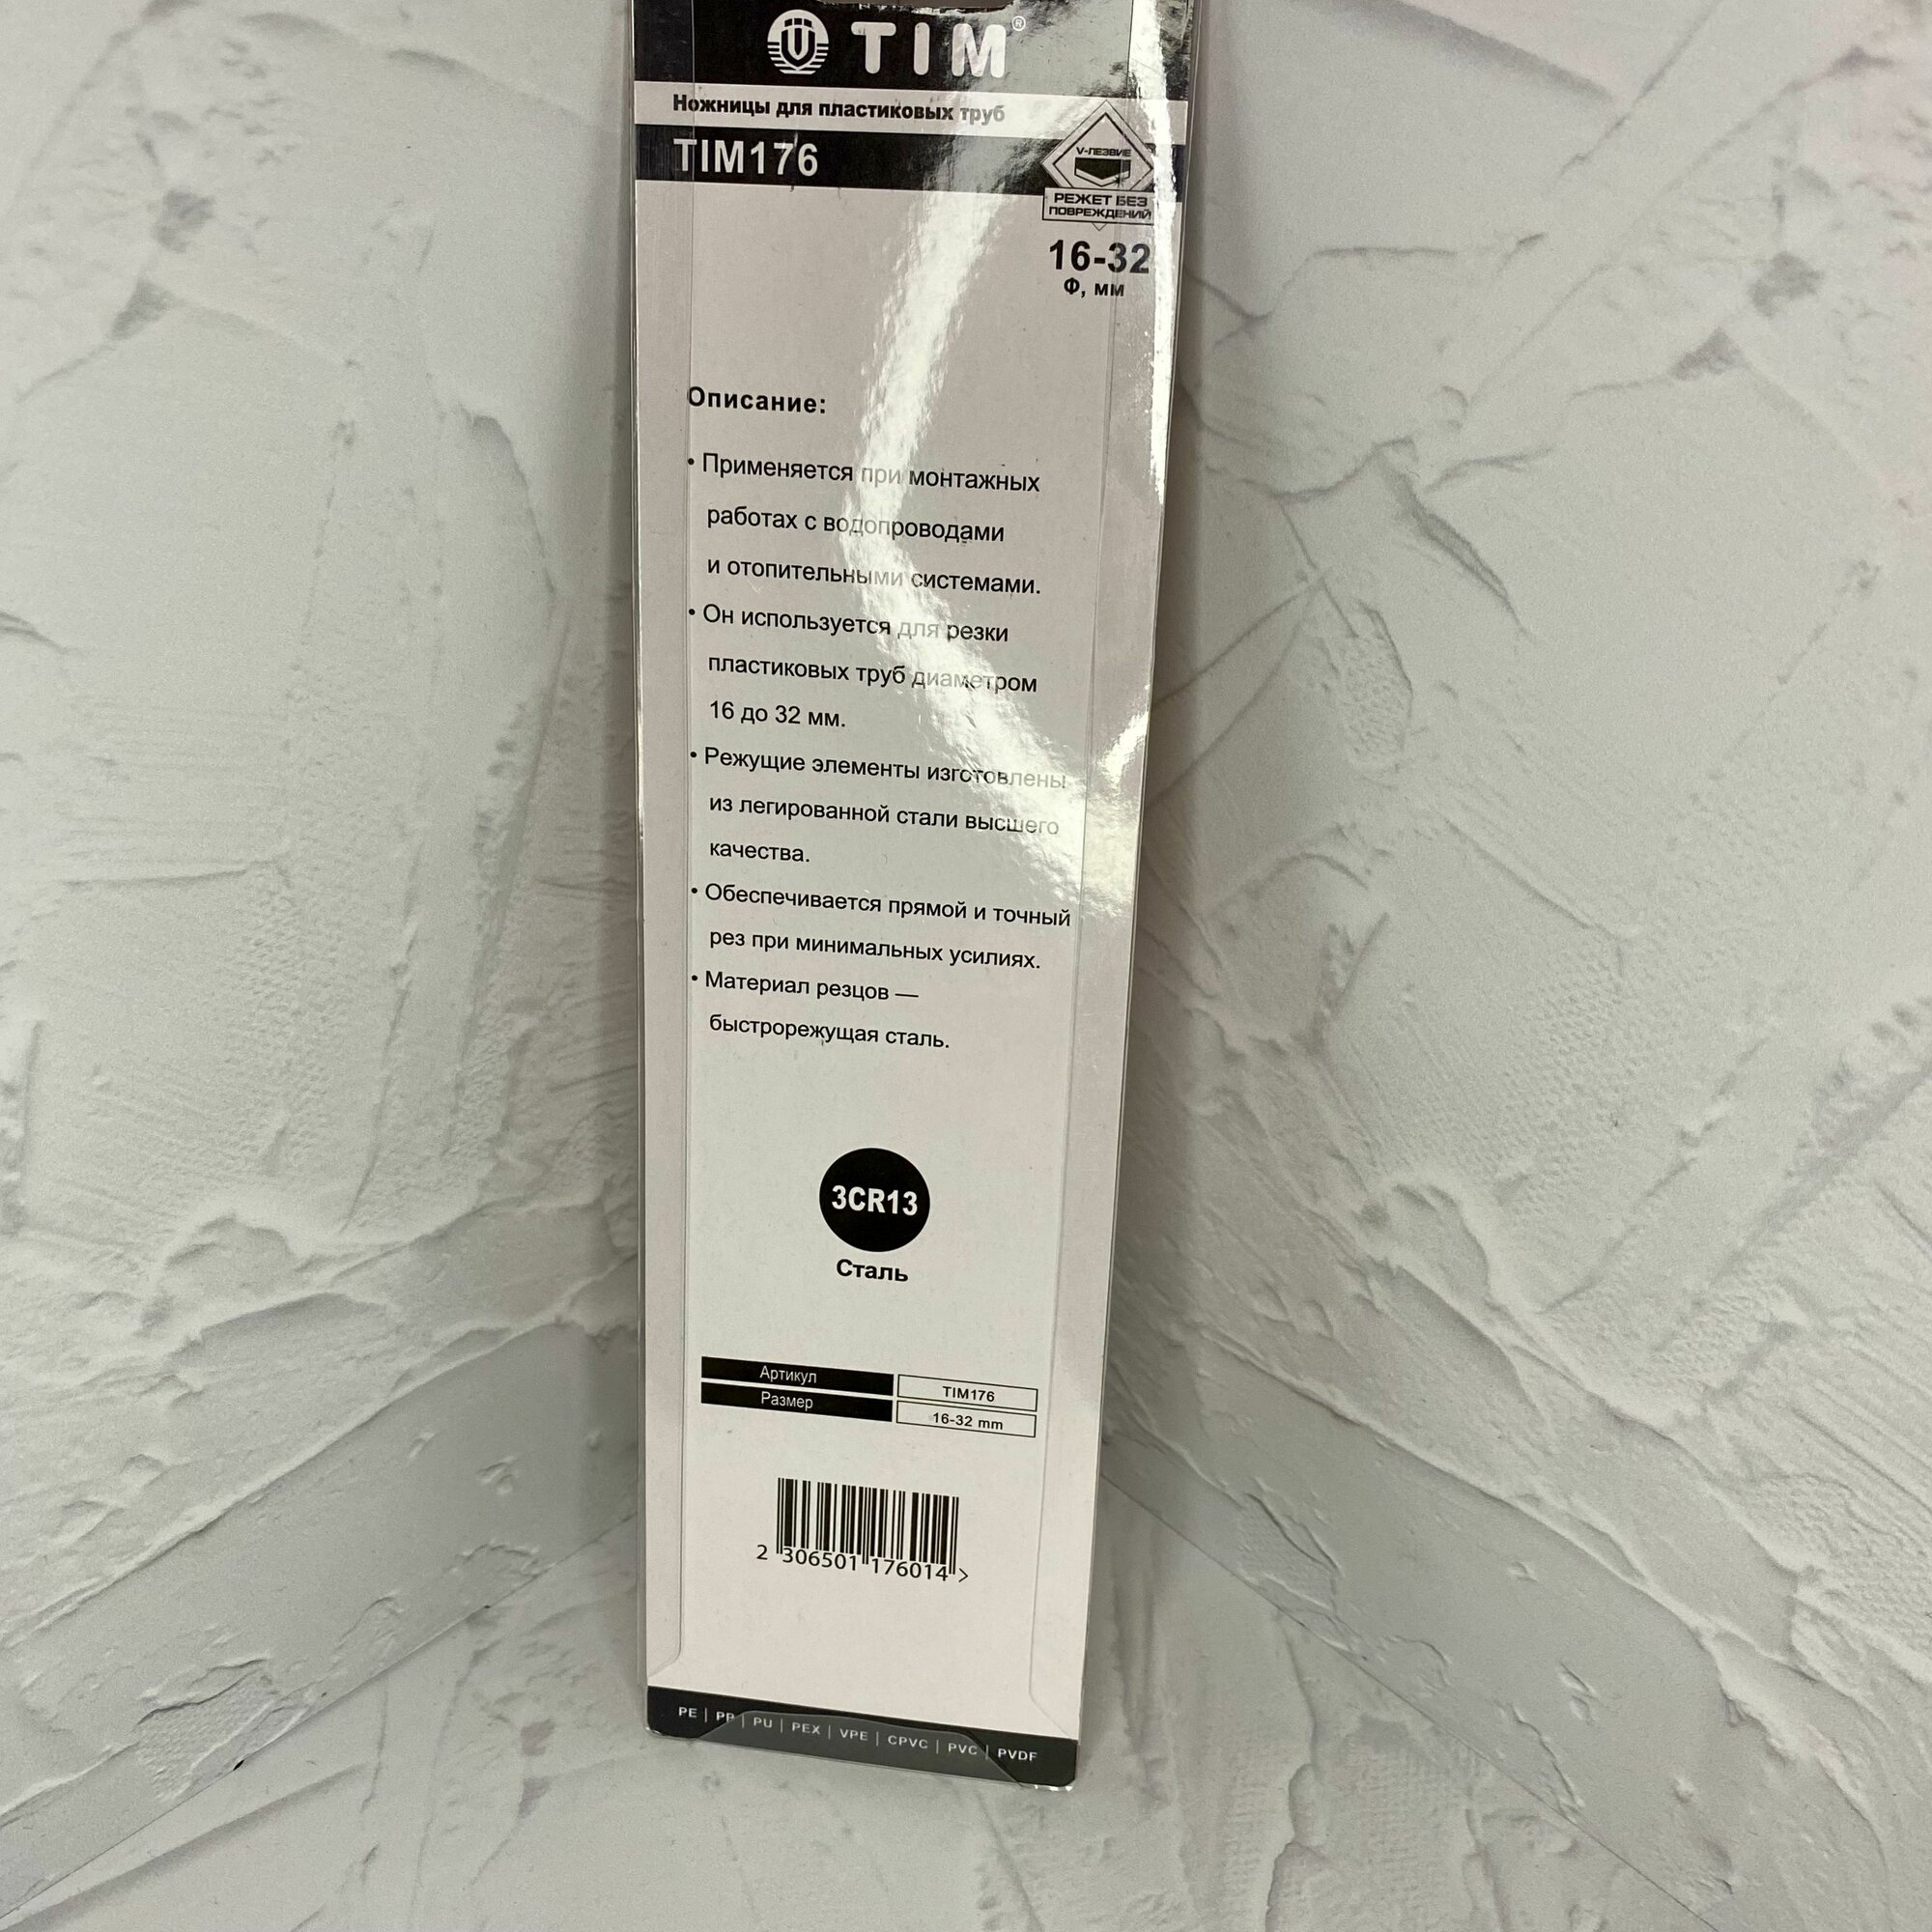 TIM®
Ножницы для пластиковых труб
TIM176
V-ЛЕЗВИЕ
РЕЖЕТ БЕЗ
ПОВРЕЖДЕНИЙ
16-32
Ф, мм
Описание:
• Применяется при монтажных
работах с водопроводами
и отопительными системами.
• Он используется для резки
пластиковых труб диаметром
16 до 32 мм.
• Режущие элементы изготовлены
из легированной стали высшего
качества.
• Обеспечивается прямой и точный
рез при минимальных усилиях.
• Материал резцов —
быстрорежущая сталь.
3CR13
Сталь
Артикул TIM176
Размер 16-32 mm
2 306501 176014 >
PE | PP | PU | PEX | VPE | CPVC | PVC | PVDF